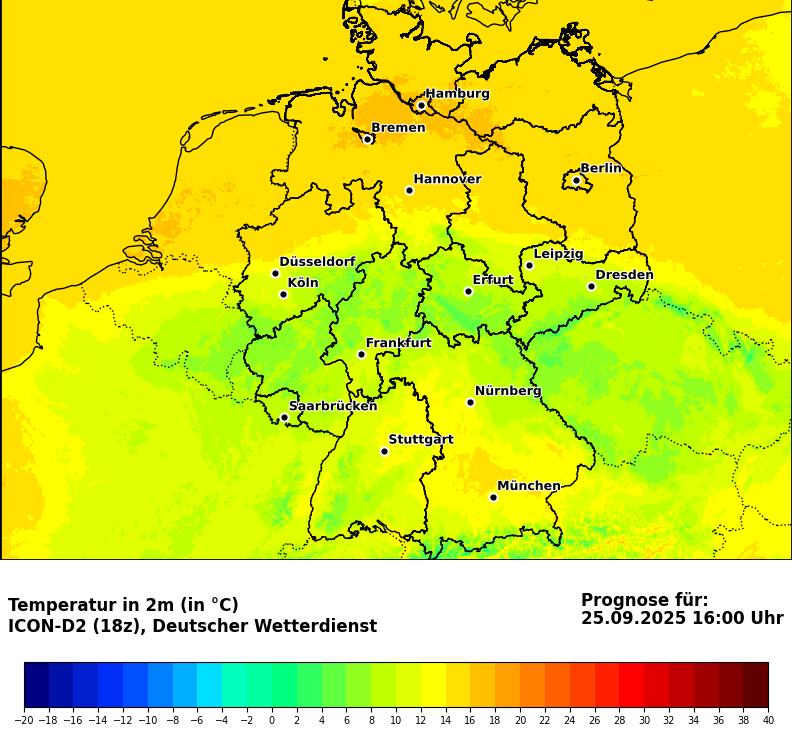 Hamburg
Bremen
Berlin
Hannover
Leipzig
Düsseldorf
Dresden
Köln
Erfurt
Frankfurt
Nürnberg
Saarbrücken
Stuttgart
München
Temperatur in 2m (in °C)
ICON-D2 (18z), Deutscher Wetterdienst
Prognose für:
25.09.2025 16:00 Uhr
−20 −18 −16 −14 −12 −10 −8 −6 −4 −2 0 2 4 6 8 10 12 14 16 18 20 22 24 26 28 30 32 34 36 38 40